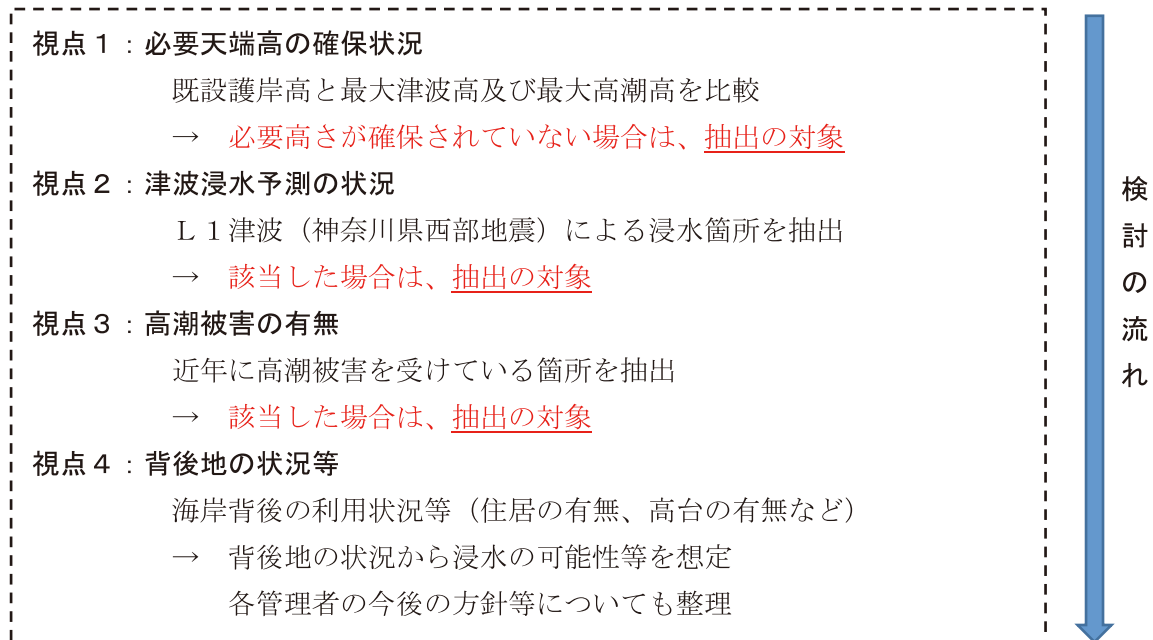 視点１：必要天端高の確保状況
既設護岸高と最大津波高及び最大高潮高を比較
→　必要高さが確保されていない場合は、抽出の対象
視点２：津波浸水予測の状況
Ｌ１津波（神奈川県西部地震）による浸水箇所を抽出
→　該当した場合は、抽出の対象
視点３：高潮被害の有無
近年に高潮被害を受けている箇所を抽出
→　該当した場合は、抽出の対象
視点４：背後地の状況等
海岸背後の利用状況等（住居の有無、高台の有無など）
→　背後地の状況から浸水の可能性等を想定
各管理者の今後の方針等についても整理
検討の流れ